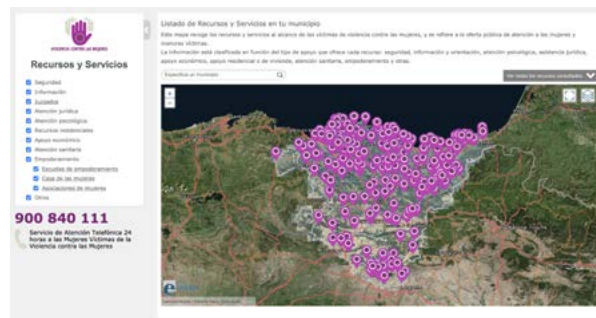 VIOLENCIA CONTRA LAS MUJERES
Recursos y Servicios
Seguridad
Información
Juzgados
Atención jurídica
Atención psicológica
Recursos residenciales
Apoyo económico
Atención sanitaria
Empoderamiento
Escuelas de empoderamiento
Casa de las mujeres
Asociaciones de mujeres
Otros
900 840 111
Servicio de Atención Telefónica 24
horas a las Mujeres Víctimas de la
Violencia contra las Mujeres
Listado de Recursos y Servicios en tu municipio
Este mapa recoge los recursos y servicios al alcance de las víctimas de violencia contra las mujeres, y se refiere a la oferta pública de atención a las mujeres y
menores víctimas.
La información está clasificada en función del tipo de apoyo que ofrece cada recurso: seguridad, información y orientación, atención psicológica, asistencia jurídica,
apoyo económico, apoyo residencial o de vivienda, atención sanitaria, empoderamiento y otras.
Especifica un municipio
Ver todos los recursos consultados
+
-